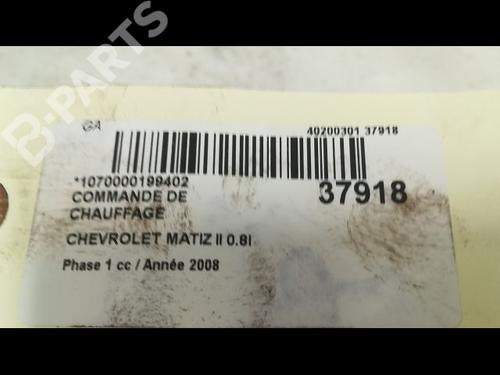 B-PARTS
GA
40200301 37918
*1070000199402
37918
COMMANDE DE
CHAUFFAGE
CHEVROLET MATIZ II 0.8I
Phase 1 cc / Année 2008